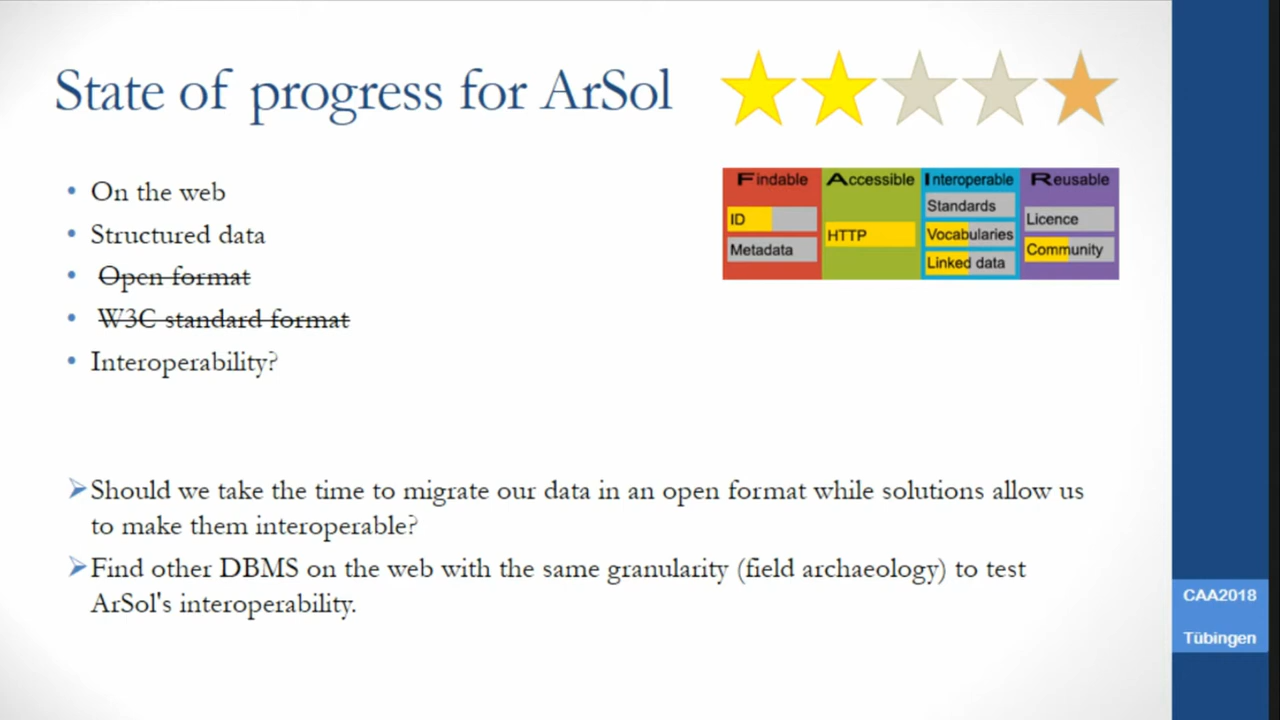 State of progress for ArSol
On the web
Structured data
Open format
W3C standard format
Interoperability?
Findable
Accessible
Interoperable
Reusable
ID
Metadata
HTTP
Standards
Vocabularies
Linked data
Licence
Community
Should we take the time to migrate our data in an open format while solutions allow us
to make them interoperable?
Find other DBMS on the web with the same granularity (field archaeology) to test
ArSol's interoperability.
CAA2018
Tübingen